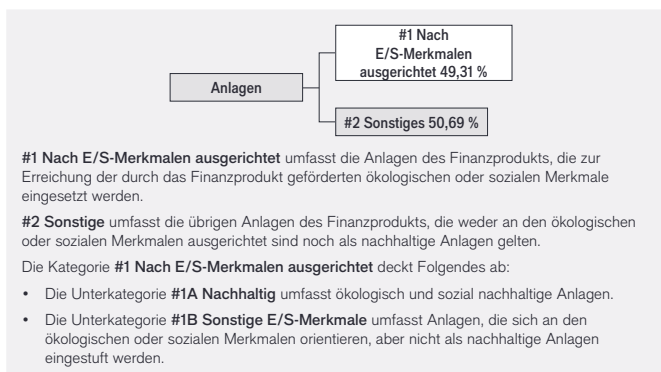 #1 Nach
E/S-Merkmalen
ausgerichtet 49,31 %
Anlagen
#2 Sonstiges 50,69 %
#1 Nach E/S-Merkmalen ausgerichtet umfasst die Anlagen des Finanzprodukts, die zur
Erreichung der durch das Finanzprodukt geförderten ökologischen oder sozialen Merkmale
eingesetzt werden.
#2 Sonstige umfasst die übrigen Anlagen des Finanzprodukts, die weder an den ökologischen
oder sozialen Merkmalen ausgerichtet sind noch als nachhaltige Anlagen gelten.
Die Kategorie #1 Nach E/S-Merkmalen ausgerichtet deckt Folgendes ab:
• Die Unterkategorie #1A Nachhaltig umfasst ökologisch und sozial nachhaltige Anlagen.
• Die Unterkategorie #1B Sonstige E/S-Merkmale umfasst Anlagen, die sich an den
ökologischen oder sozialen Merkmalen orientieren, aber nicht als nachhaltige Anlagen
eingestuft werden.